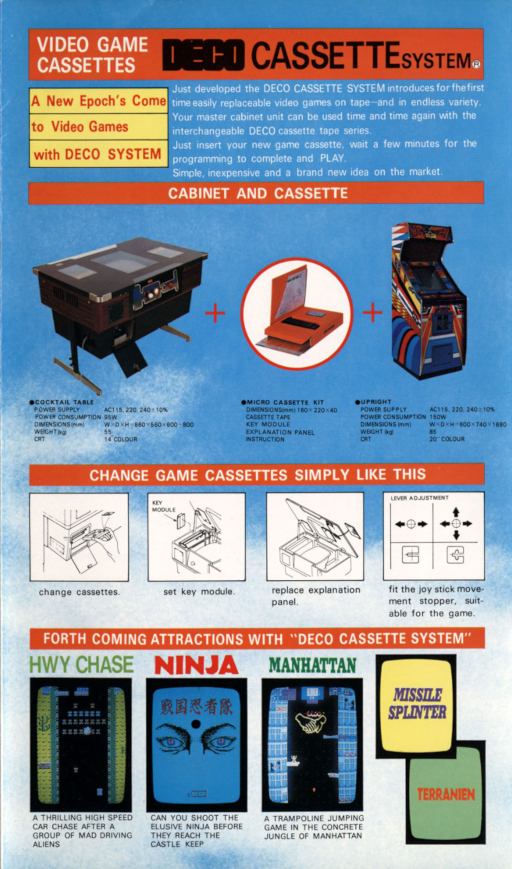 VIDEO GAME
CASSETTES
DECO CASSETTE SYSTEM®
A New Epoch's Come
to Video Games
with DECO SYSTEM
Just developed the DECO CASSETTE SYSTEM introduces for fhe first
time easily replaceable video games on tape—and in endless variety.
Your master cabinet unit can be used time and time again with the
interchangeable DECO cassette tape series.
Just insert your new game cassette, wait a few minutes for the
programming to complete and PLAY.
Simple, inexpensive and a brand new idea on the market.
CABINET AND CASSETTE
+
+
●COCKTAIL TABLE
POWER SUPPLY AC115, 220, 240±10%
POWER CONSUMPTION 95W
DIMENSIONS(mm) W×D×H=860×560×600
WEIGHT(kg) 55
CRT 14"COLOUR
●MICRO CASSETTE KIT
DIMENSIONS(mm) 180×220×40
CASSETTE TAPE
KEY MODULE
EXPLANATION PANEL
INSTRUCTION
●UPRIGHT
POWER SUPPLY AC115, 220, 240±10%
POWER CONSUMPTION 150W
DIMENSIONS(mm) W×D×H=600×740×1690
WEIGHT(kg) 85
CRT 20" COLOUR
CHANGE GAME CASSETTES SIMPLY LIKE THIS
KEY
MODULE
LEVER ADJUSTMENT
change cassettes.
set key module.
replace explanation
panel.
fit the joy stick move-
ment stopper, suit-
able for the game.
FORTH COMING ATTRACTIONS WITH "DECO CASSETTE SYSTEM"
HWY CHASE
NINJA
MANHATTAN
戦国忍者隊
MISSILE
SPLINTER
TERRANIEN
A THRILLING HIGH SPEED
CAR CHASE AFTER A
GROUP OF MAD DRIVING
ALIENS
CAN YOU SHOOT THE
ELUSIVE NINJA BEFORE
THEY REACH THE
CASTLE KEEP
A TRAMPOLINE JUMPING
GAME IN THE CONCRETE
JUNGLE OF MANHATTAN